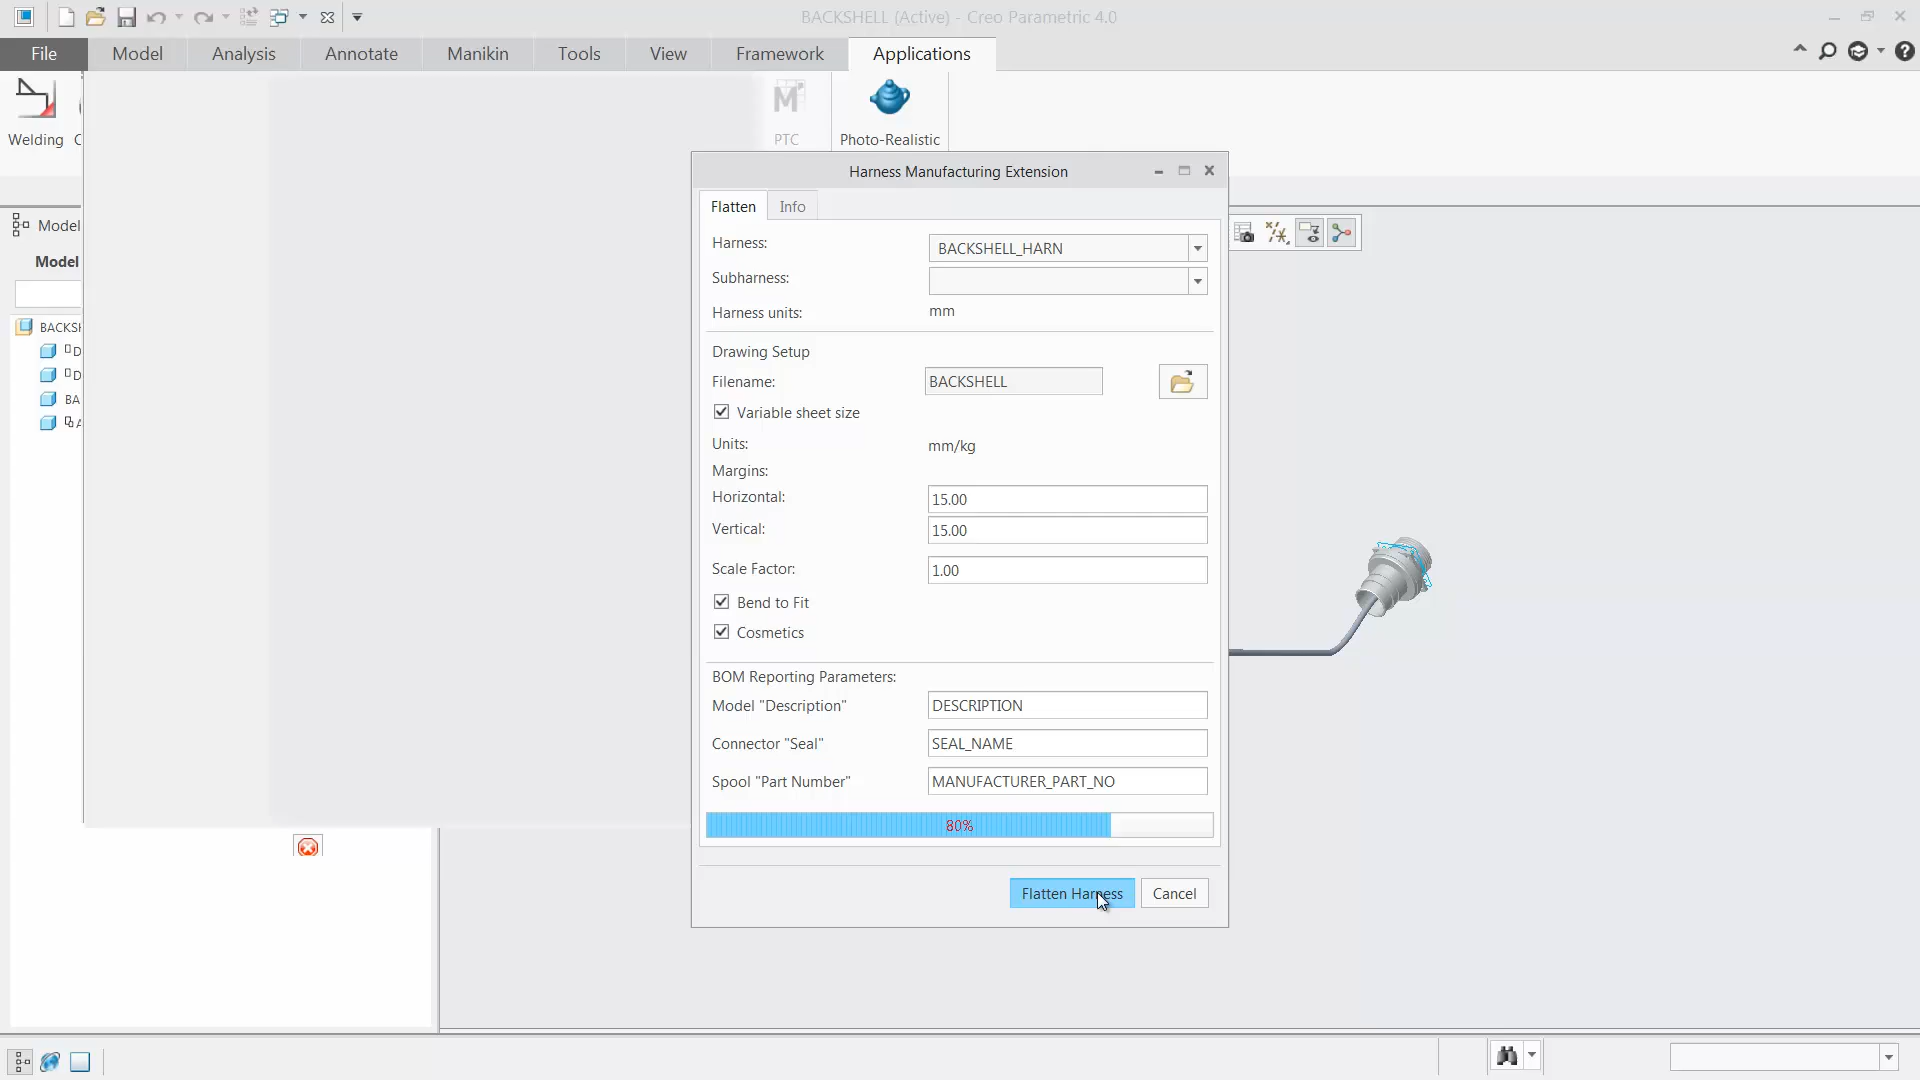 BACKSHELL (Active) - Creo Parametric 4.0
File Model Analysis Annotate Manikin Tools View Framework Applications
Welding
PTC
Photo-Realistic
Harness Manufacturing Extension
Flatten Info
Harness: BACKSHELL_HARN
Subharness:
Harness units: mm
Drawing Setup
Filename: BACKSHELL
Variable sheet size
Units: mm/kg
Margins:
Horizontal: 15.00
Vertical: 15.00
Scale Factor: 1.00
Bend to Fit
Cosmetics
BOM Reporting Parameters:
Model "Description" DESCRIPTION
Connector "Seal" SEAL_NAME
Spool "Part Number" MANUFACTURER_PART_NO
80%
Flatten Harness Cancel
Model
Model
BACKSH
BA